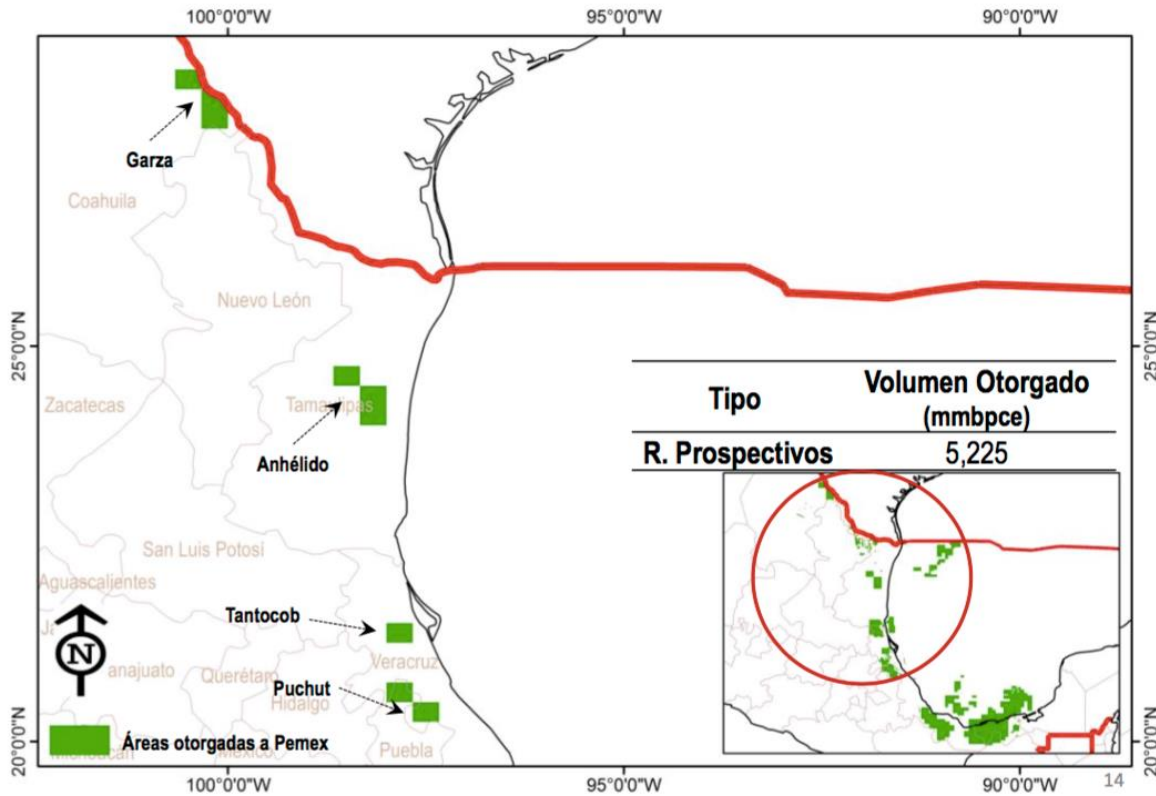 100°0'0"W
95°0'0"W
90°0'0"W
Garza
Coahuila
Nuevo León
25°0'0"N
25°0'0"N
Tipo
Volumen Otorgado
(mmbpce)
R. Prospectivos
5,225
Zacatecas
Tamaulipas
Anhélido
San Luis Potosí
Aguascalientes
Ja
Tantocob
Veracruz
N
anajuato
Querétaro
Puchut
Hidalgo
Áreas otorgadas a Pemex
Michoacán
México
Puebla
20°0'0"N
20°0'0"N
14
100°0'0"W
95°0'0"W
90°0'0"W